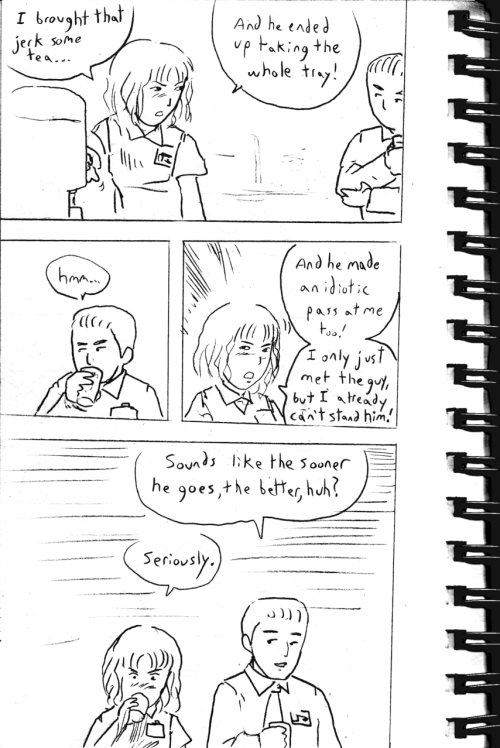 I brought that
jerk some
tea...
And he ended
up taking the
whole tray!
hmm...
And he made
an idiotic
pass at me
too!
I only just
met the guy,
but I already
can't stand him!
Sounds like the sooner
he goes, the better, huh?
Seriously.